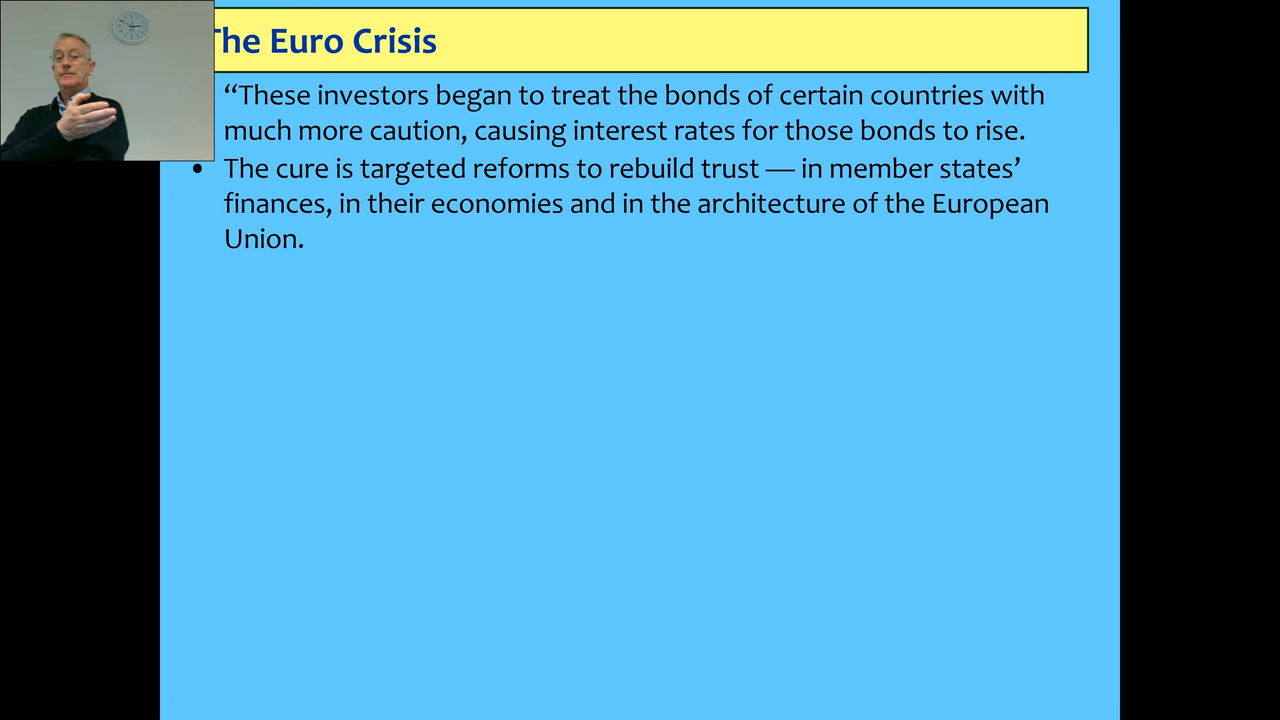 The Euro Crisis
“These investors began to treat the bonds of certain countries with
much more caution, causing interest rates for those bonds to rise.
• The cure is targeted reforms to rebuild trust — in member states’
finances, in their economies and in the architecture of the European
Union.